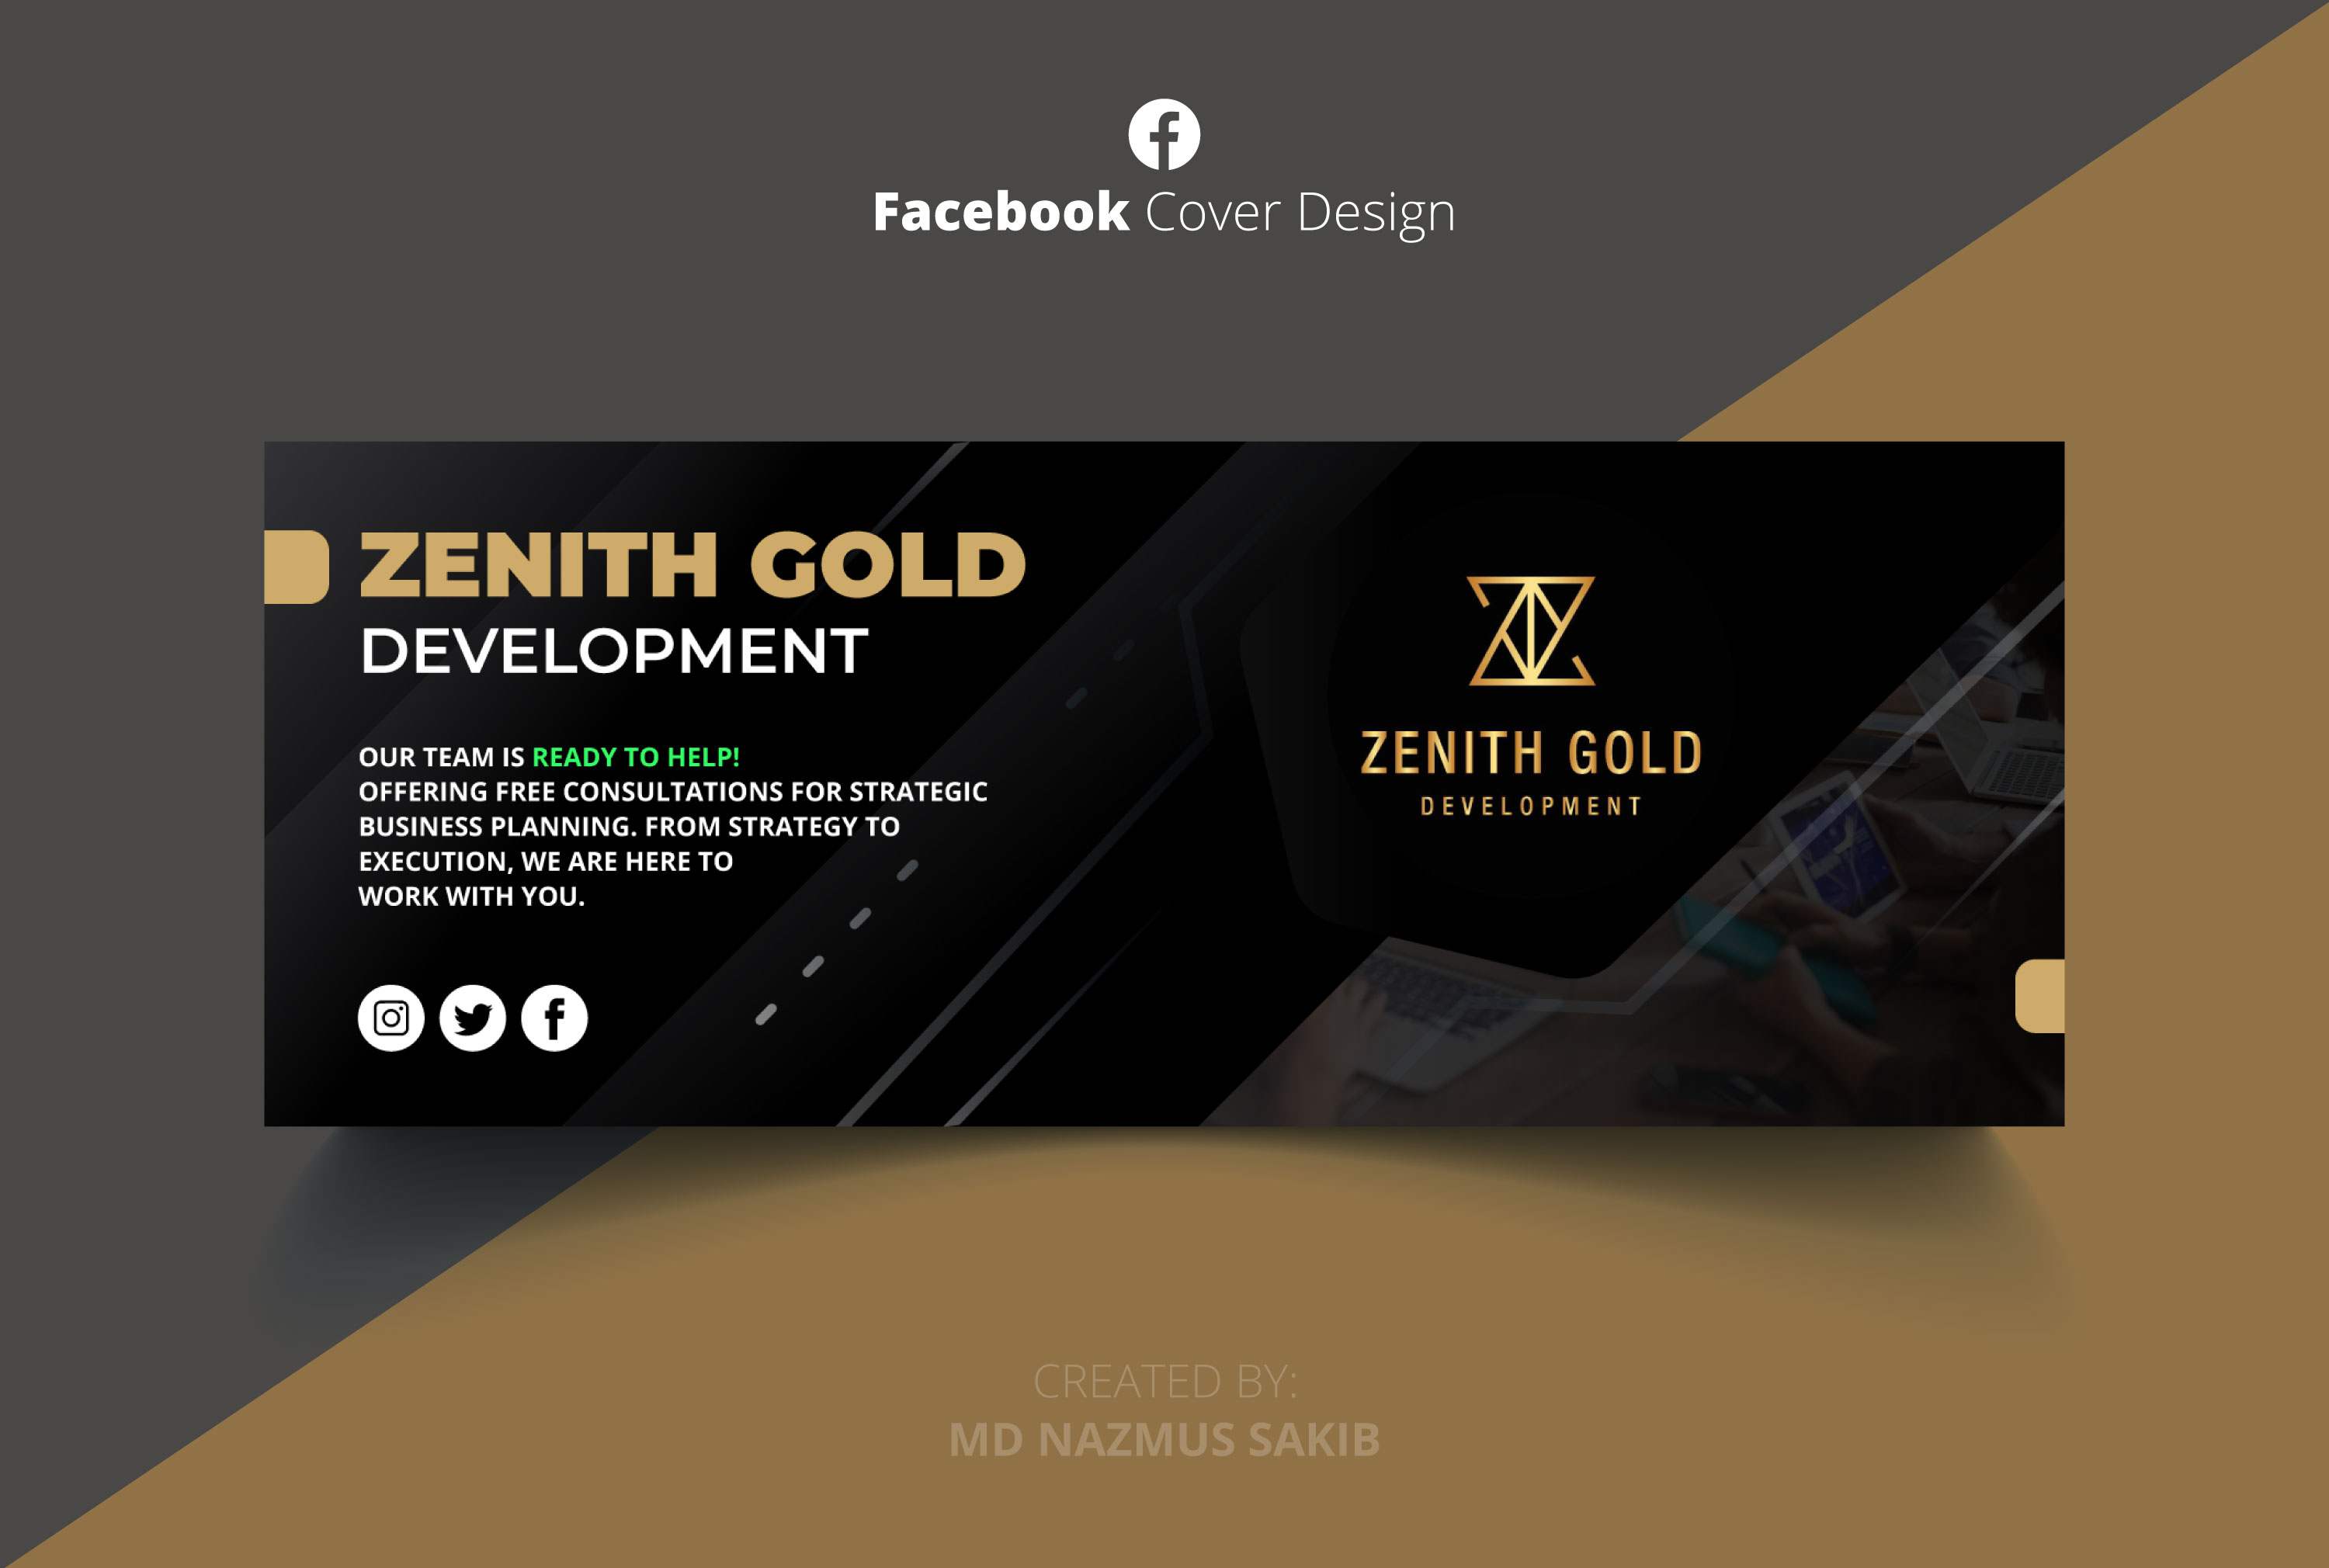 Facebook Cover Design
ZENITH GOLD
DEVELOPMENT
OUR TEAM IS READY TO HELP!
OFFERING FREE CONSULTATIONS FOR STRATEGIC
BUSINESS PLANNING. FROM STRATEGY TO
EXECUTION, WE ARE HERE TO
WORK WITH YOU.
ZENITH GOLD
DEVELOPMENT
CREATED BY:
MD NAZMUS SAKIB